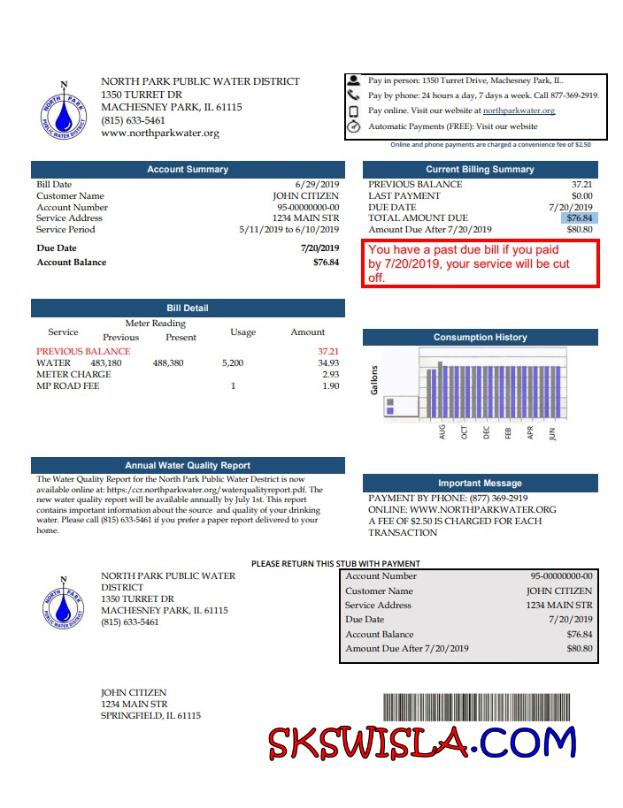 NORTH PARK
PUBLIC WATER DISTRICT
NORTH PARK PUBLIC WATER DISTRICT
1350 TURRET DR
MACHESNEY PARK, IL 61115
(815) 633-5461
www.northparkwater.org
Pay in person: 1350 Turret Drive, Machesney Park, IL..
Pay by phone: 24 hours a day, 7 days a week. Call 877-369-2919.
Pay online. Visit our website at northparkwater.org
Automatic Payments (FREE): Visit our website
Online and phone payments are charged a convenience fee of $2.50
Account Summary
Bill Date 6/29/2019
Customer Name JOHN CITIZEN
Account Number 95-00000000-00
Service Address 1234 MAIN STR
Service Period 5/11/2019 to 6/10/2019
Due Date 7/20/2019
Account Balance $76.84
Current Billing Summary
PREVIOUS BALANCE 37.21
LAST PAYMENT $0.00
DUE DATE 7/20/2019
TOTAL AMOUNT DUE $76.84
Amount Due After 7/20/2019 $80.80
You have a past due bill if you paid
by 7/20/2019, your service will be cut
off.
Bill Detail
Meter Reading
Service Previous Present Usage Amount
PREVIOUS BALANCE 37.21
WATER 483,180 488,380 5,200 34.93
METER CHARGE 2.93
MP ROAD FEE 1 1.90
Consumption History
Gallons
AUG OCT DEC FEB APR JUN
Annual Water Quality Report
The Water Quality Report for the North Park Public Water Destrict is
now available online at: https:/ccr.northparkwater.org/waterqualityreport.pdf. The
new water quality report will be available annually by July 1st. This report
contains important information about the source and quality of your drinking
water. Please call (815) 633-5461 if you prefer a paper report delivered to your
home.
Important Message
PAYMENT BY PHONE: (877) 369-2919
ONLINE: WWW.NORTHPARKWATER.ORG
A FEE OF $2.50 IS CHARGED FOR EACH
TRANSACTION
PLEASE RETURN THIS STUB WITH PAYMENT
NORTH PARK
PUBLIC WATER DISTRICT
NORTH PARK PUBLIC WATER
DISTRICT
1350 TURRET DR
MACHESNEY PARK, IL 61115
(815) 633-5461
Account Number 95-00000000-00
Customer Name JOHN CITIZEN
Service Address 1234 MAIN STR
Due Date 7/20/2019
Account Balance $76.84
Amount Due After 7/20/2019 $80.80
JOHN CITIZEN
1234 MAIN STR
SPRINGFIELD, IL 61115
SKSWISLA.COM